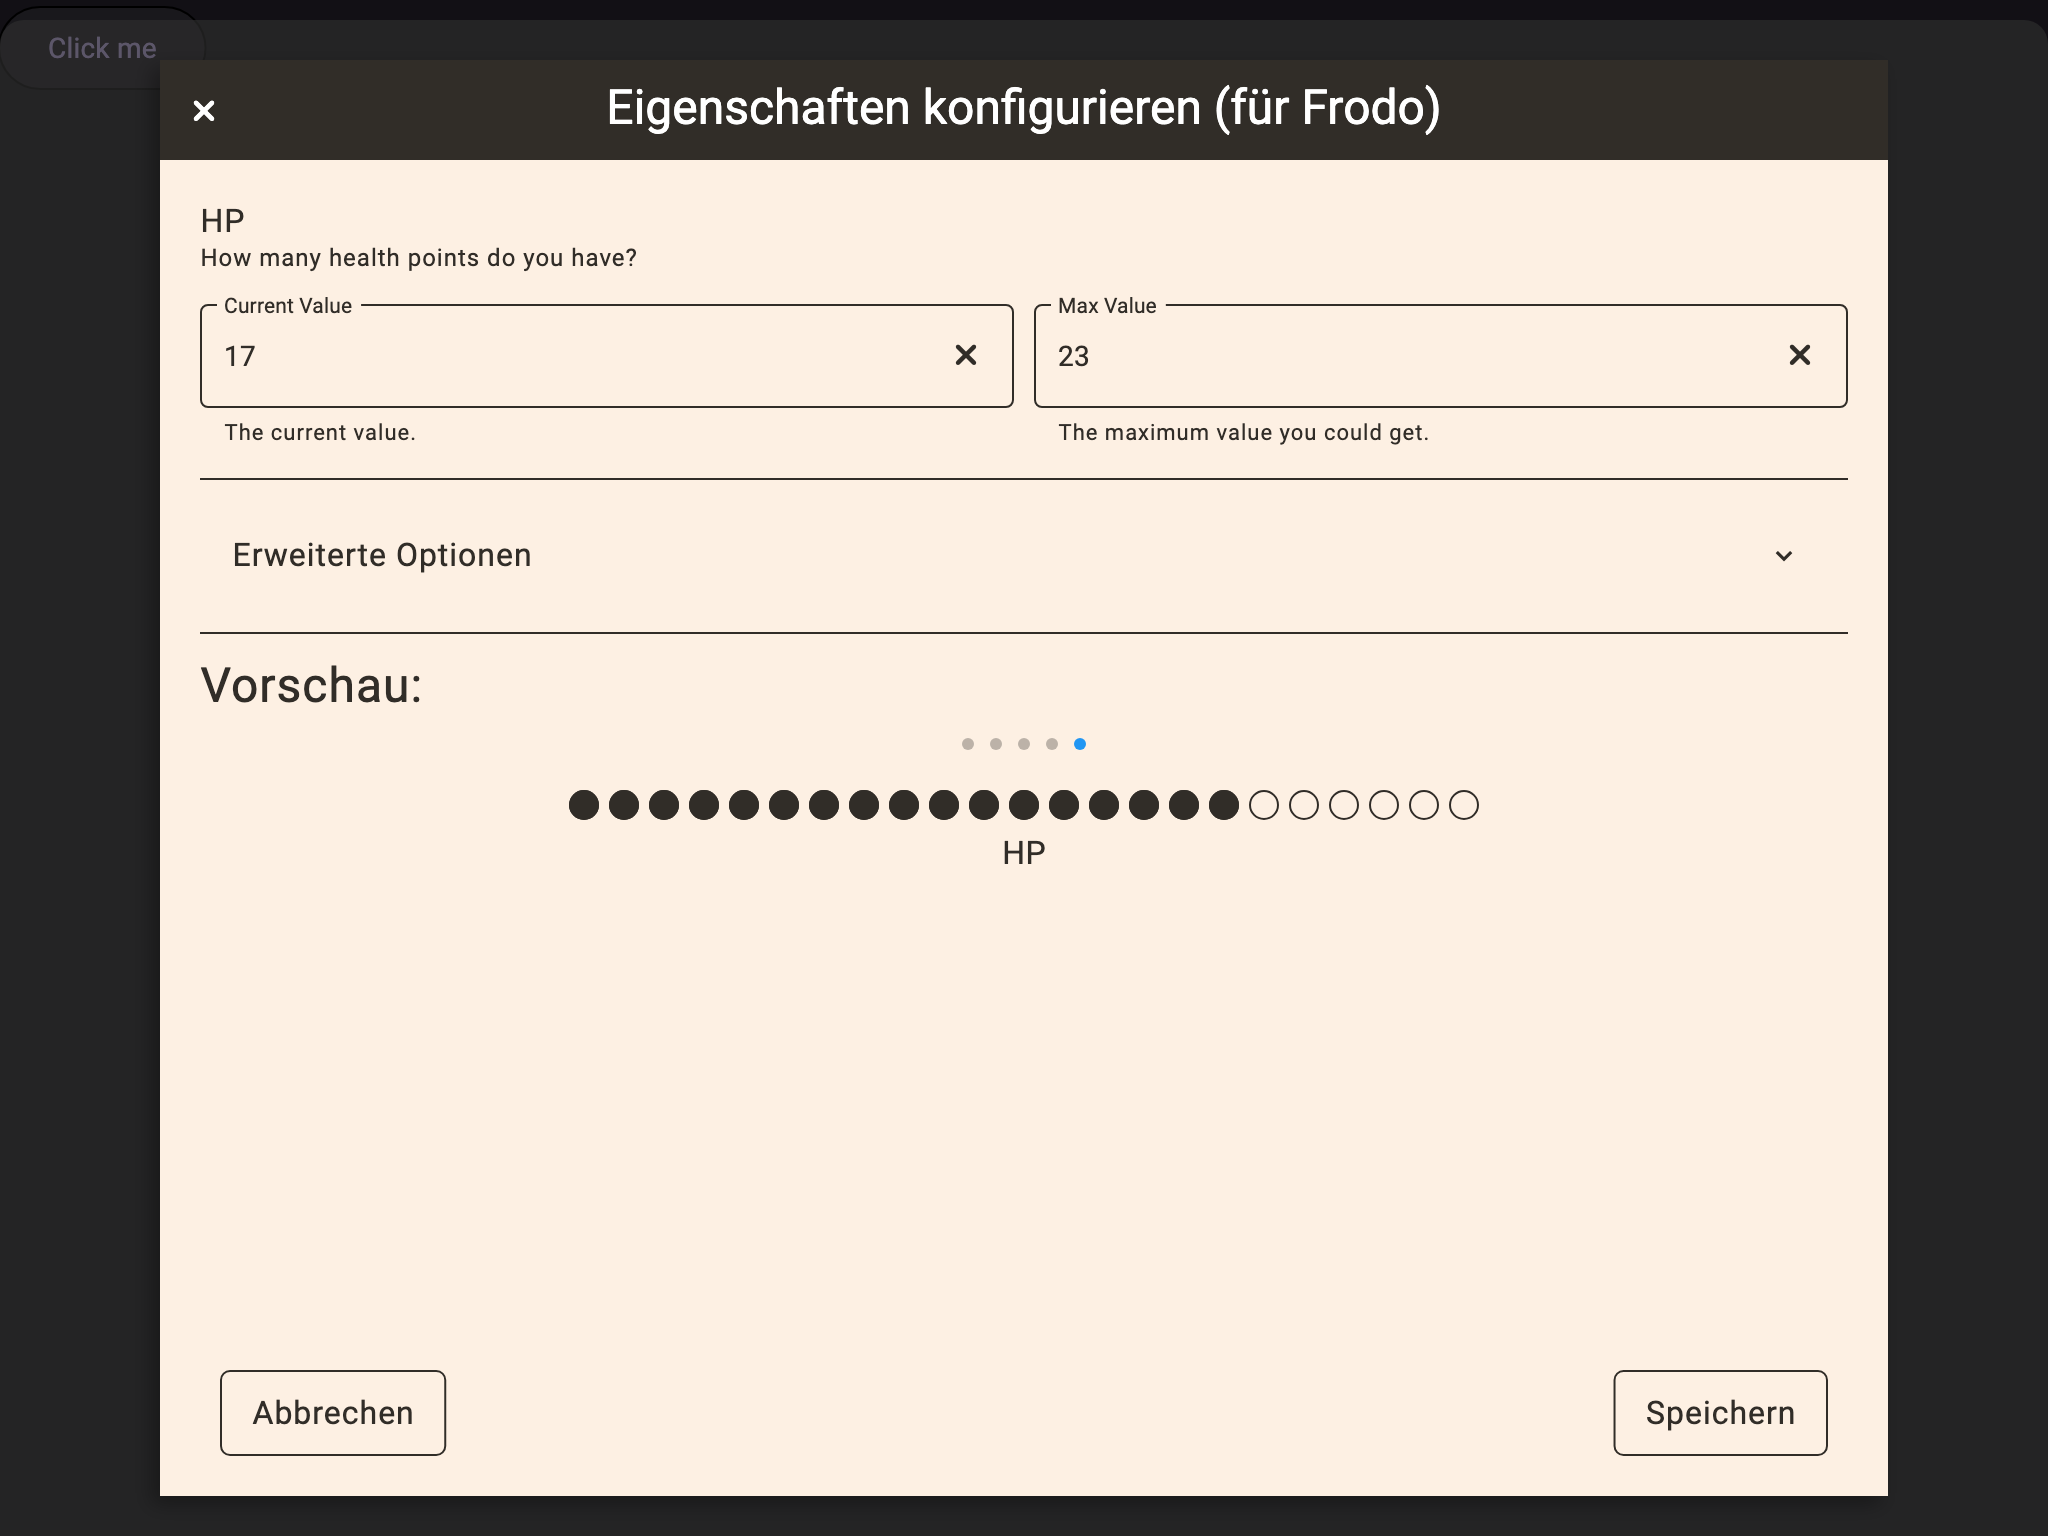 Click me
Eigenschaften konfigurieren (für Frodo)
HP
How many health points do you have?
Current Value
17
The current value.
Max Value
23
The maximum value you could get.
Erweiterte Optionen
Vorschau:
HP
Abbrechen
Speichern